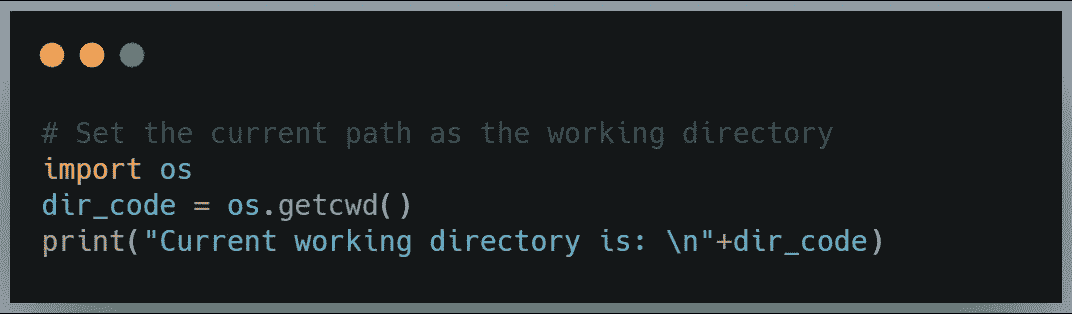 # Set the current path as the working directory
import os
dir_code = os.getcwd()
print("Current working directory is: \n"+dir_code)